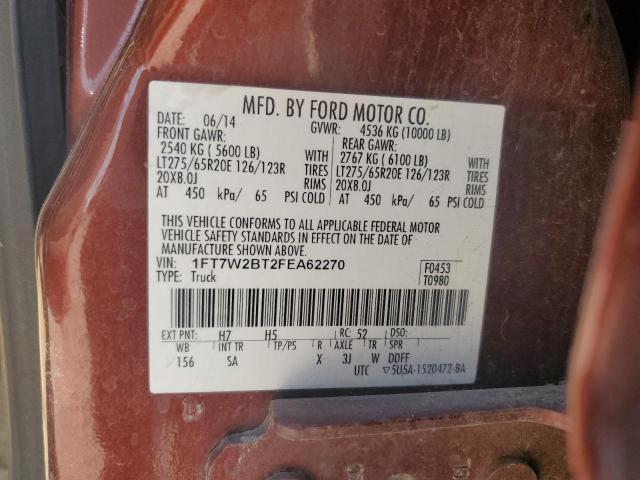 MFD. BY FORD MOTOR CO.
DATE: 06/14 GVWR: 4536 KG (10000 LB)
FRONT GAWR: REAR GAWR:
2540 KG ( 5600 LB) WITH 2767 KG ( 6100 LB) WITH
LT275/65R20E 126/123R TIRES LT275/65R20E 126/123R TIRES
20X8.0J RIMS 20X8.0J RIMS
AT 450 kPa/ 65 PSI COLD AT 450 kPa/ 65 PSI COLD
THIS VEHICLE CONFORMS TO ALL APPLICABLE FEDERAL MOTOR
VEHICLE SAFETY STANDARDS IN EFFECT ON THE DATE OF
MANUFACTURE SHOWN ABOVE.
VIN: 1FT7W2BT2FEA62270 F0453
TYPE: Truck T0980
EXT PNT: H7 H5 RC: 52 DSO:
WB INT TR TP/PS R AXLE TR SPR
156 SA X 3J W DDFF
UTC ▽5U5A-1520472-BA